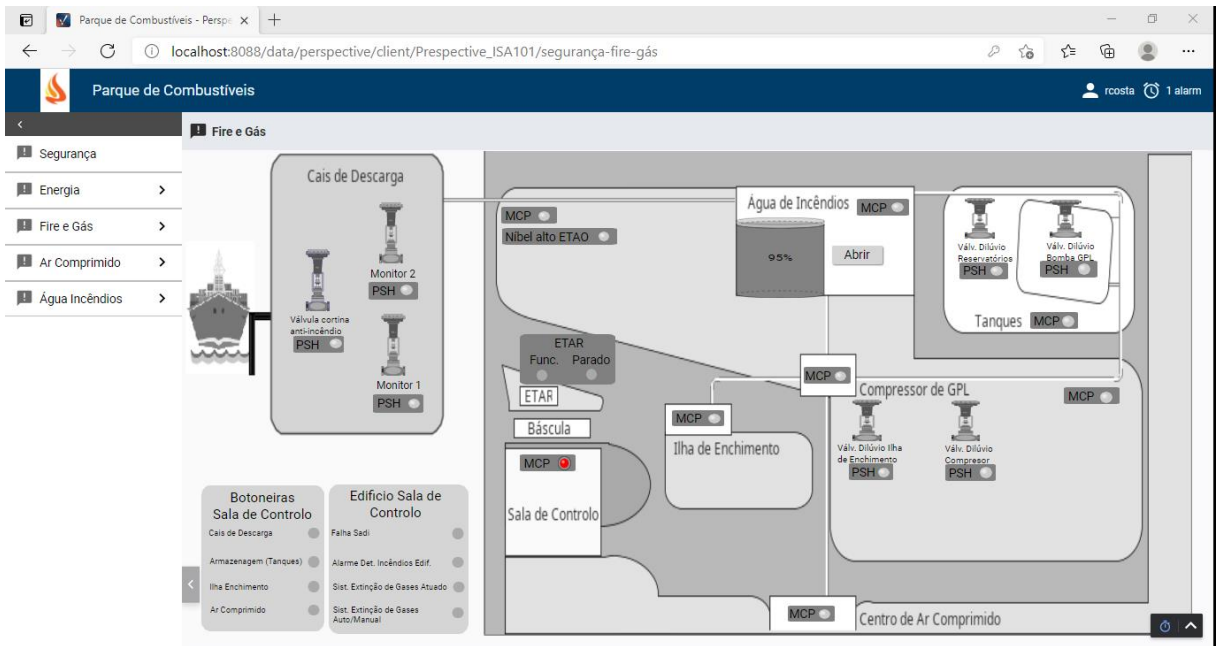 Parque de Combustíveis - Perspe
localhost:8088/data/perspective/client/Prespective_ISA101/segurança-fire-gás
Parque de Combustíveis
rcosta
1 alarm
Fire e Gás
Segurança
Energia
Fire e Gás
Ar Comprimido
Água Incêndios
Cais de Descarga
Monitor 2
PSH
Válvula cortina
anti-incêndio
PSH
Monitor 1
PSH
MCP
Níbel alto ETAO
Água de Incêndios
MCP
95%
Abrir
Válv. Dilúvio
Reservatórios
PSH
Válv. Dilúvio
Bomba GPL
PSH
Tanques
MCP
ETAR
Func.
Parado
ETAR
Báscula
MCP
Sala de Controlo
MCP
Ilha de Enchimento
MCP
Compressor de GPL
MCP
Válv. Dilúvio Ilha
de Enchimento
PSH
Válv. Dilúvio
Compresor
PSH
Botoneiras
Sala de Controlo
Cais de Descarga
Armazenagem (Tanques)
Ilha Enchimento
Ar Comprimido
Edificio Sala de
Controlo
Falha Sadi
Alarme Det. Incêndios Edif.
Sist. Extinção de Gases Atuado
Sist. Extinção de Gases
Auto/Manual
MCP
Centro de Ar Comprimido